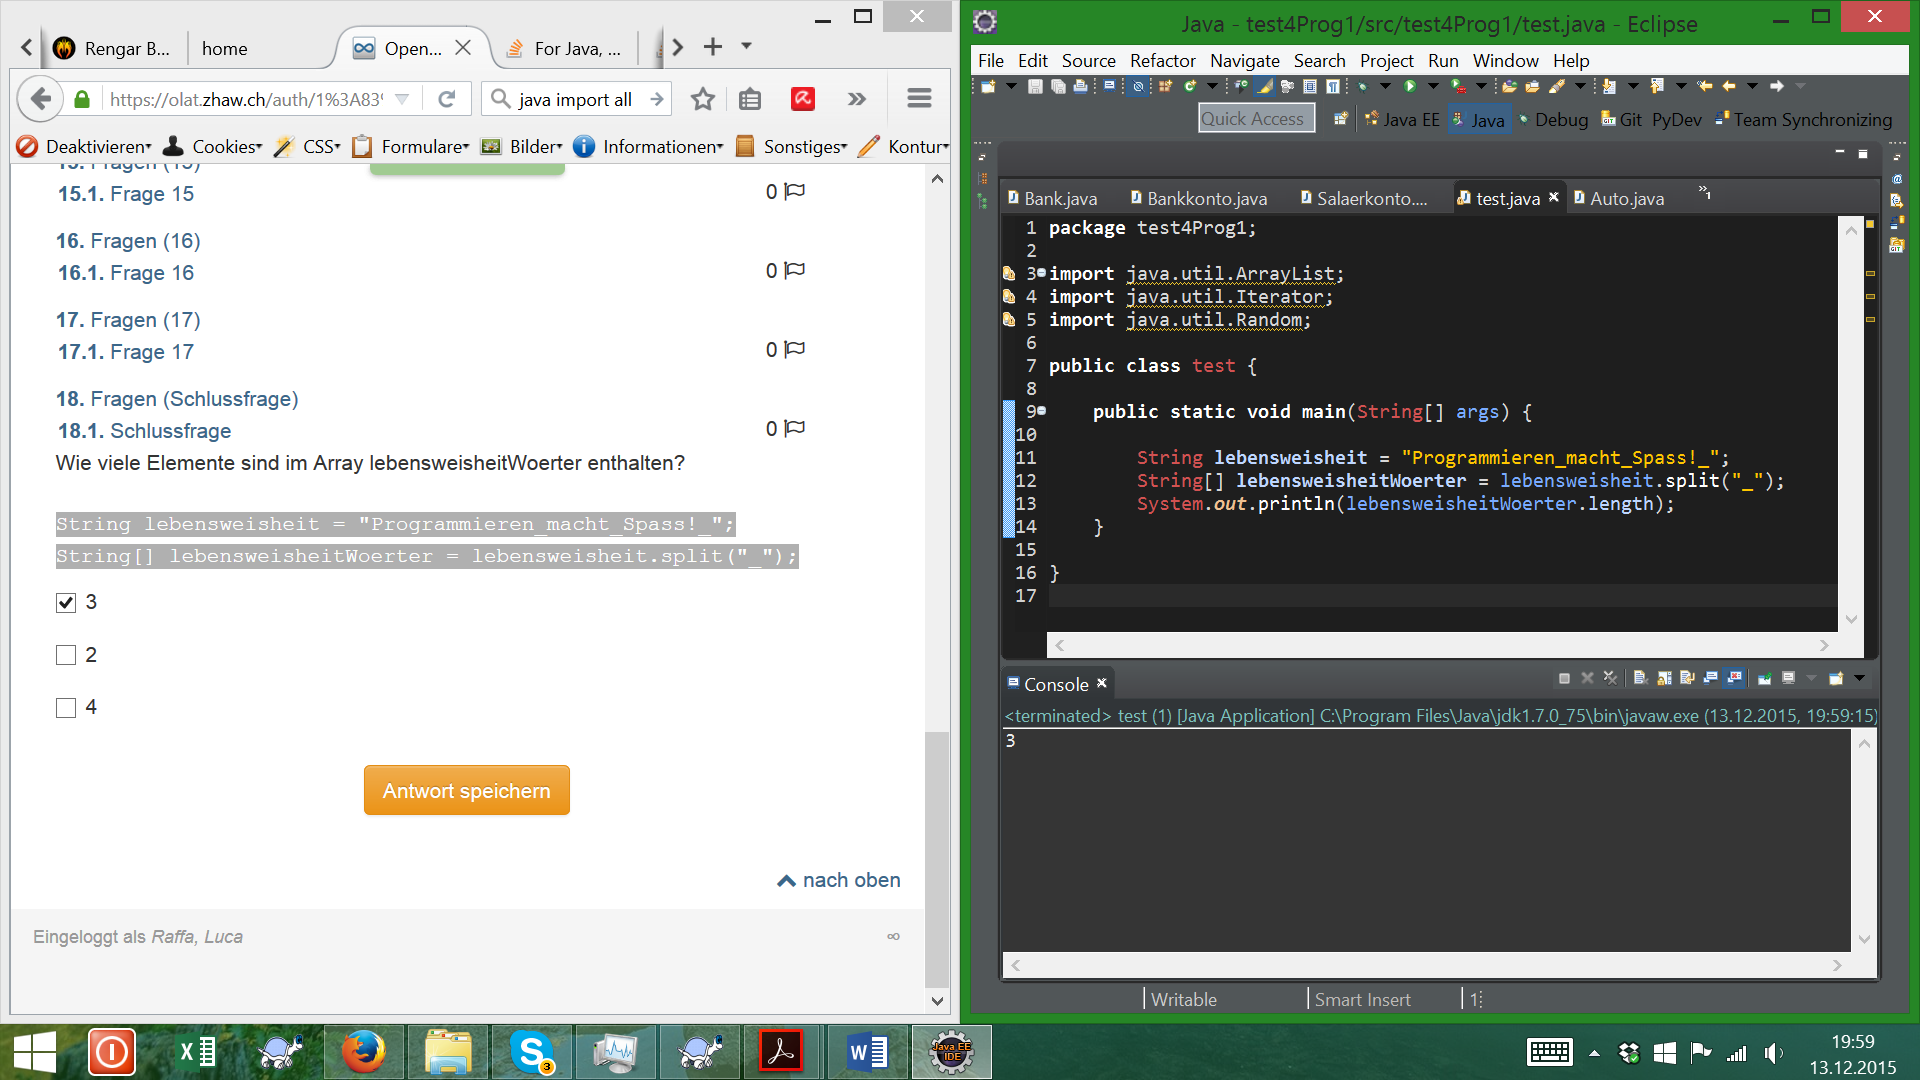 Rengar B...
home
Open...
For Java, ...
https://olat.zhaw.ch/auth/1%3A839
java import all
Deaktivieren
Cookies
CSS
Formulare
Bilder
Informationen
Sonstiges
Kontur
15. Fragen (15)
15.1. Frage 15
0
16. Fragen (16)
16.1. Frage 16
0
17. Fragen (17)
17.1. Frage 17
0
18. Fragen (Schlussfrage)
18.1. Schlussfrage
0
Wie viele Elemente sind im Array lebensweisheitWoerter enthalten?
String lebensweisheit = "Programmieren_macht_Spass!_";
String[] lebensweisheitWoerter = lebensweisheit.split("_");
3
2
4
Antwort speichern
nach oben
Eingeloggt als Raffa, Luca
Java - test4Prog1/src/test4Prog1/test.java - Eclipse
File Edit Source Refactor Navigate Search Project Run Window Help
Quick Access
Java EE
Java
Debug
Git
PyDev
Team Synchronizing
Bank.java
Bankkonto.java
Salaerkonto....
test.java
Auto.java
»1
1 package test4Prog1;
2
3 import java.util.ArrayList;
4 import java.util.Iterator;
5 import java.util.Random;
6
7 public class test {
8
9 public static void main(String[] args) {
10
11 String lebensweisheit = "Programmieren_macht_Spass!_";
12 String[] lebensweisheitWoerter = lebensweisheit.split("_");
13 System.out.println(lebensweisheitWoerter.length);
14 }
15
16 }
17
Console
<terminated> test (1) [Java Application] C:\Program Files\Java\jdk1.7.0_75\bin\javaw.exe (13.12.2015, 19:59:15)
3
Writable
Smart Insert
1
3
Java EE
IDE
19:59
13.12.2015